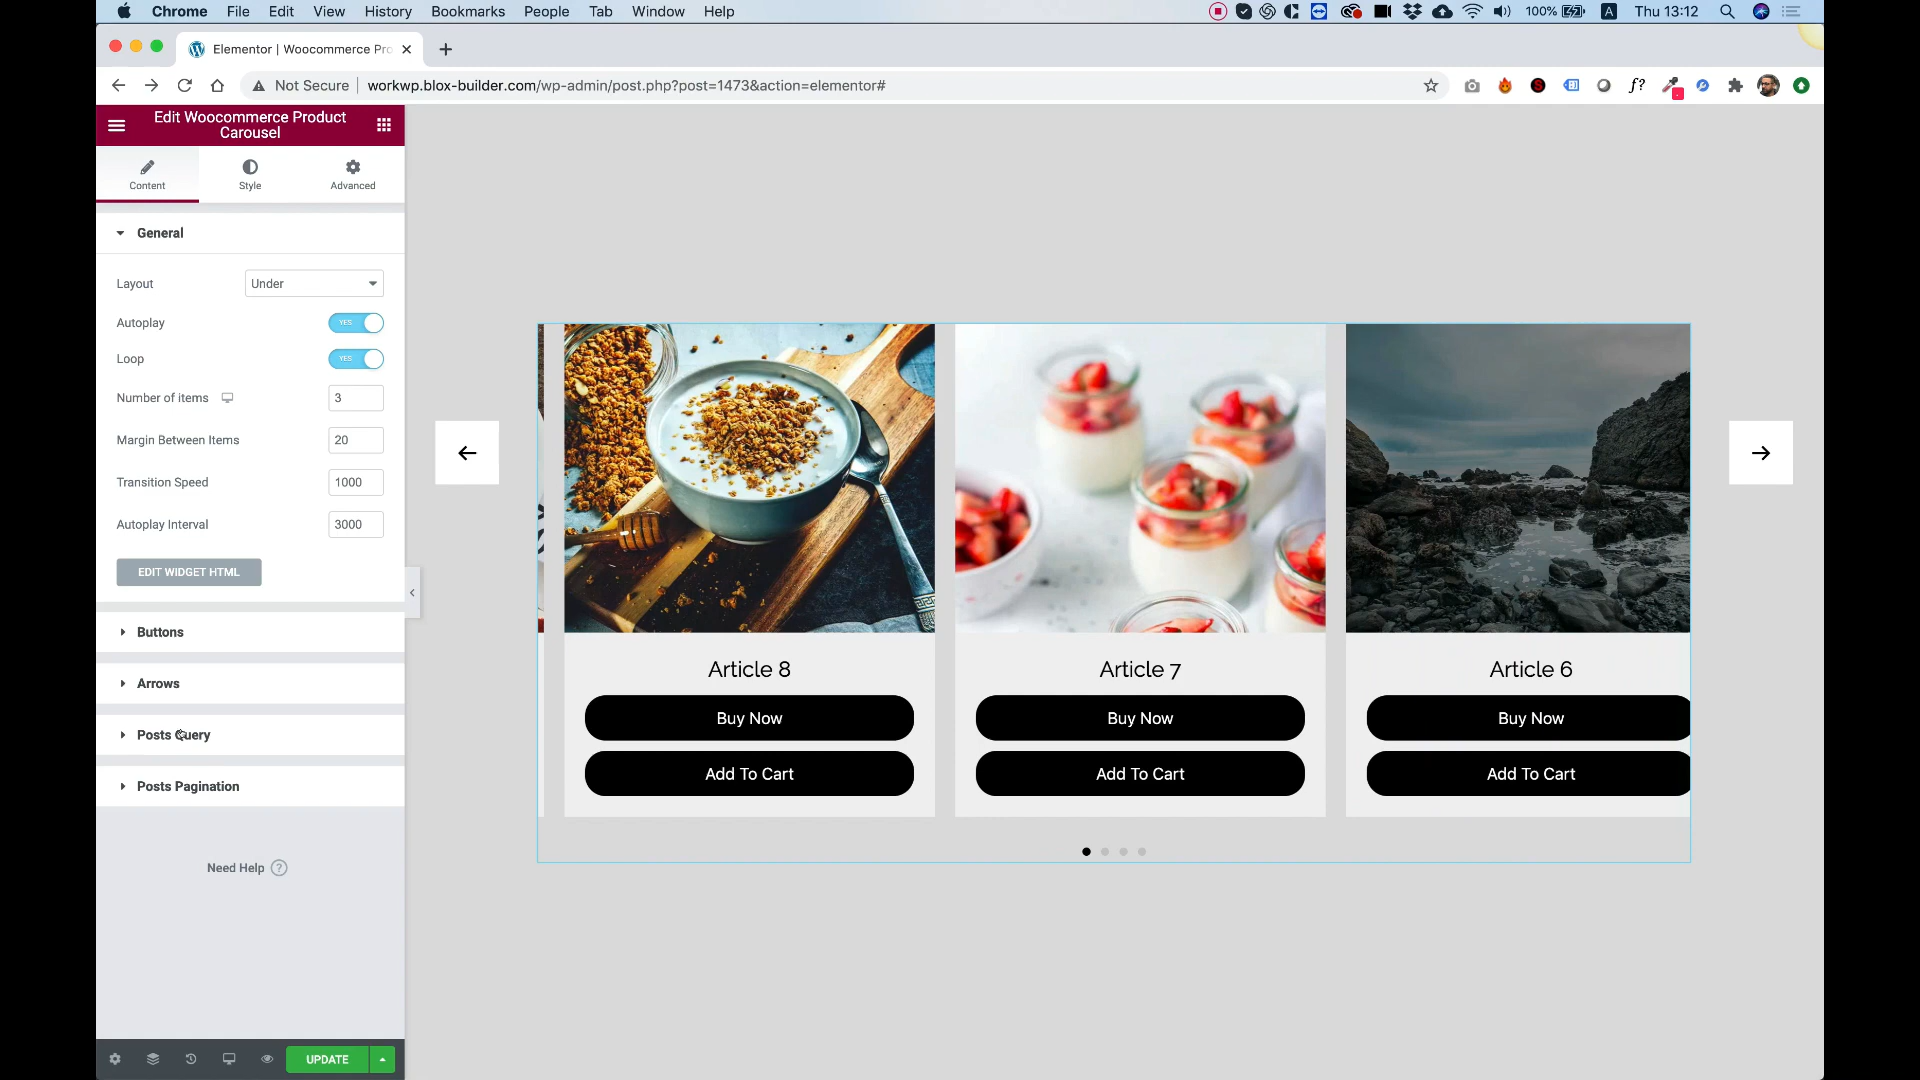 Chrome File Edit View History Bookmarks People Tab Window Help 100% A Thu 13:12
Elementor | Woocommerce Pro
Not Secure workwp.blox-builder.com/wp-admin/post.php?post=1473&action=elementor#
f?
Edit Woocommerce Product
Carousel
Content Style Advanced
General
Layout Under
Autoplay YES
Loop YES
Number of items 3
Margin Between Items 20
Transition Speed 1000
Autoplay Interval 3000
EDIT WIDGET HTML
Buttons
Arrows
Posts Query
Posts Pagination
Need Help ?
UPDATE
Article 8 Article 7 Article 6
Buy Now Buy Now Buy Now
Add To Cart Add To Cart Add To Cart